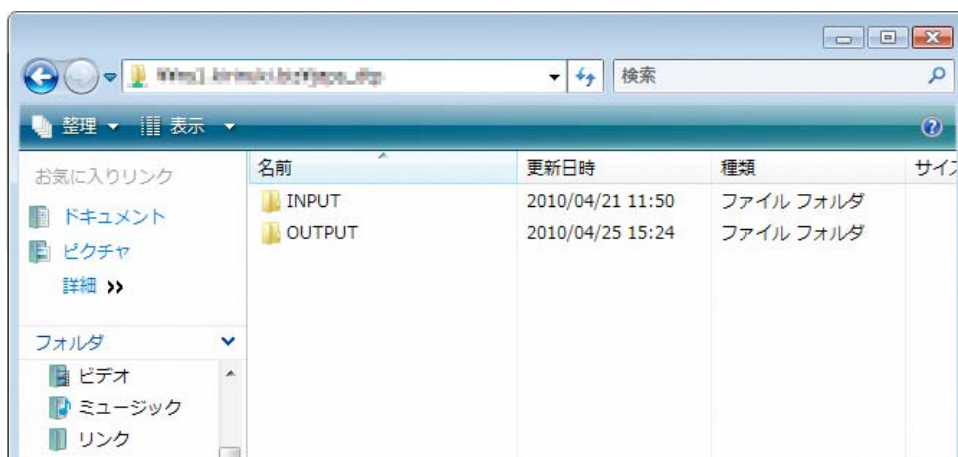 検索
整理 表示
お気に入りリンク
ドキュメント
ピクチャ
詳細 »
フォルダ
ビデオ
ミュージック
リンク
名前 更新日時 種類 サイズ
INPUT 2010/04/21 11:50 ファイル フォルダ
OUTPUT 2010/04/25 15:24 ファイル フォルダ